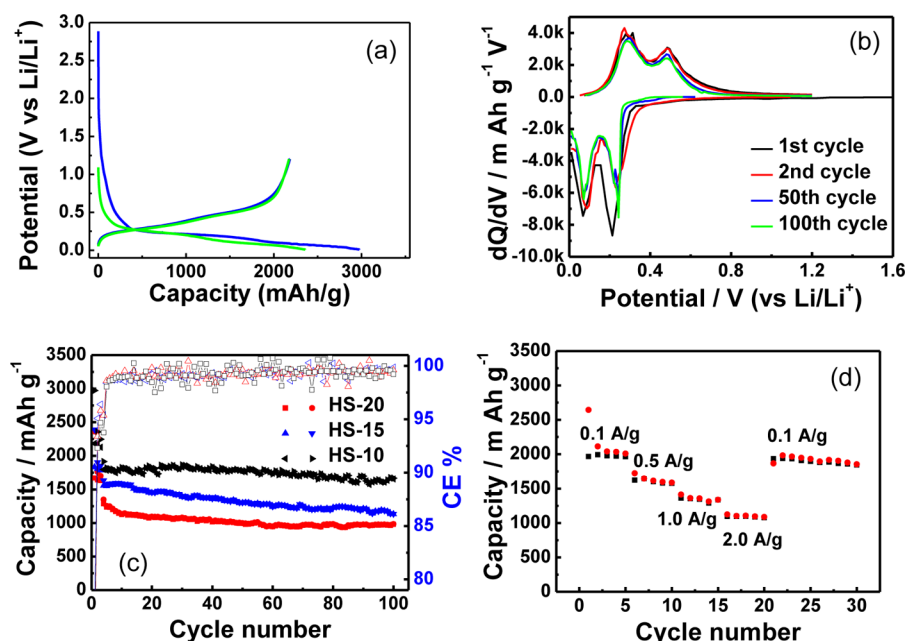 (a)
3.0
2.5
2.0
1.5
1.0
0.5
0.0
Potential (V vs Li/Li⁺)
0 1000 2000 3000
Capacity (mAh/g)
(b)
4.0k
2.0k
0.0
-2.0k
-4.0k
-6.0k
-8.0k
-10.0k
dQ/dV / m Ah g⁻¹ V⁻¹
1st cycle
2nd cycle
50th cycle
100th cycle
0.0 0.4 0.8 1.2 1.6
Potential / V (vs Li/Li⁺)
3500
3000
2500
2000
1500
1000
500
0
Capacity / mAh g⁻¹
HS-20
HS-15
HS-10
(c)
100
95
90
85
80
CE %
0 20 40 60 80 100
Cycle number
3500
3000
2500
2000
1500
1000
500
0
Capacity / m Ah g⁻¹
(d)
0.1 A/g
0.5 A/g
1.0 A/g
2.0 A/g
0.1 A/g
0 5 10 15 20 25 30
Cycle number